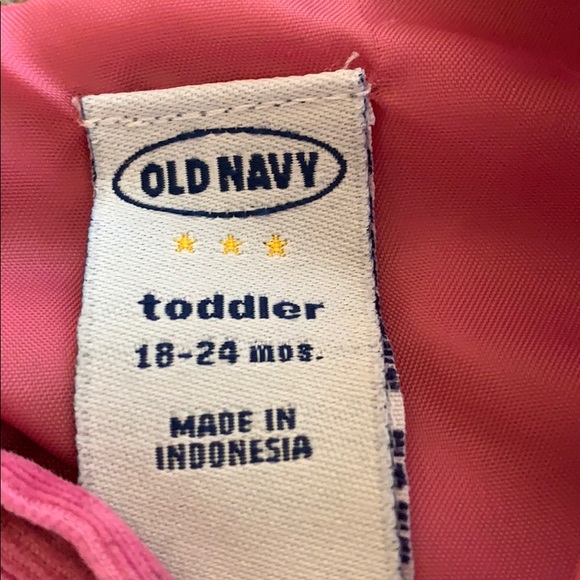 OLD NAVY
toddler
18-24 mos.
MADE IN
INDONESIA